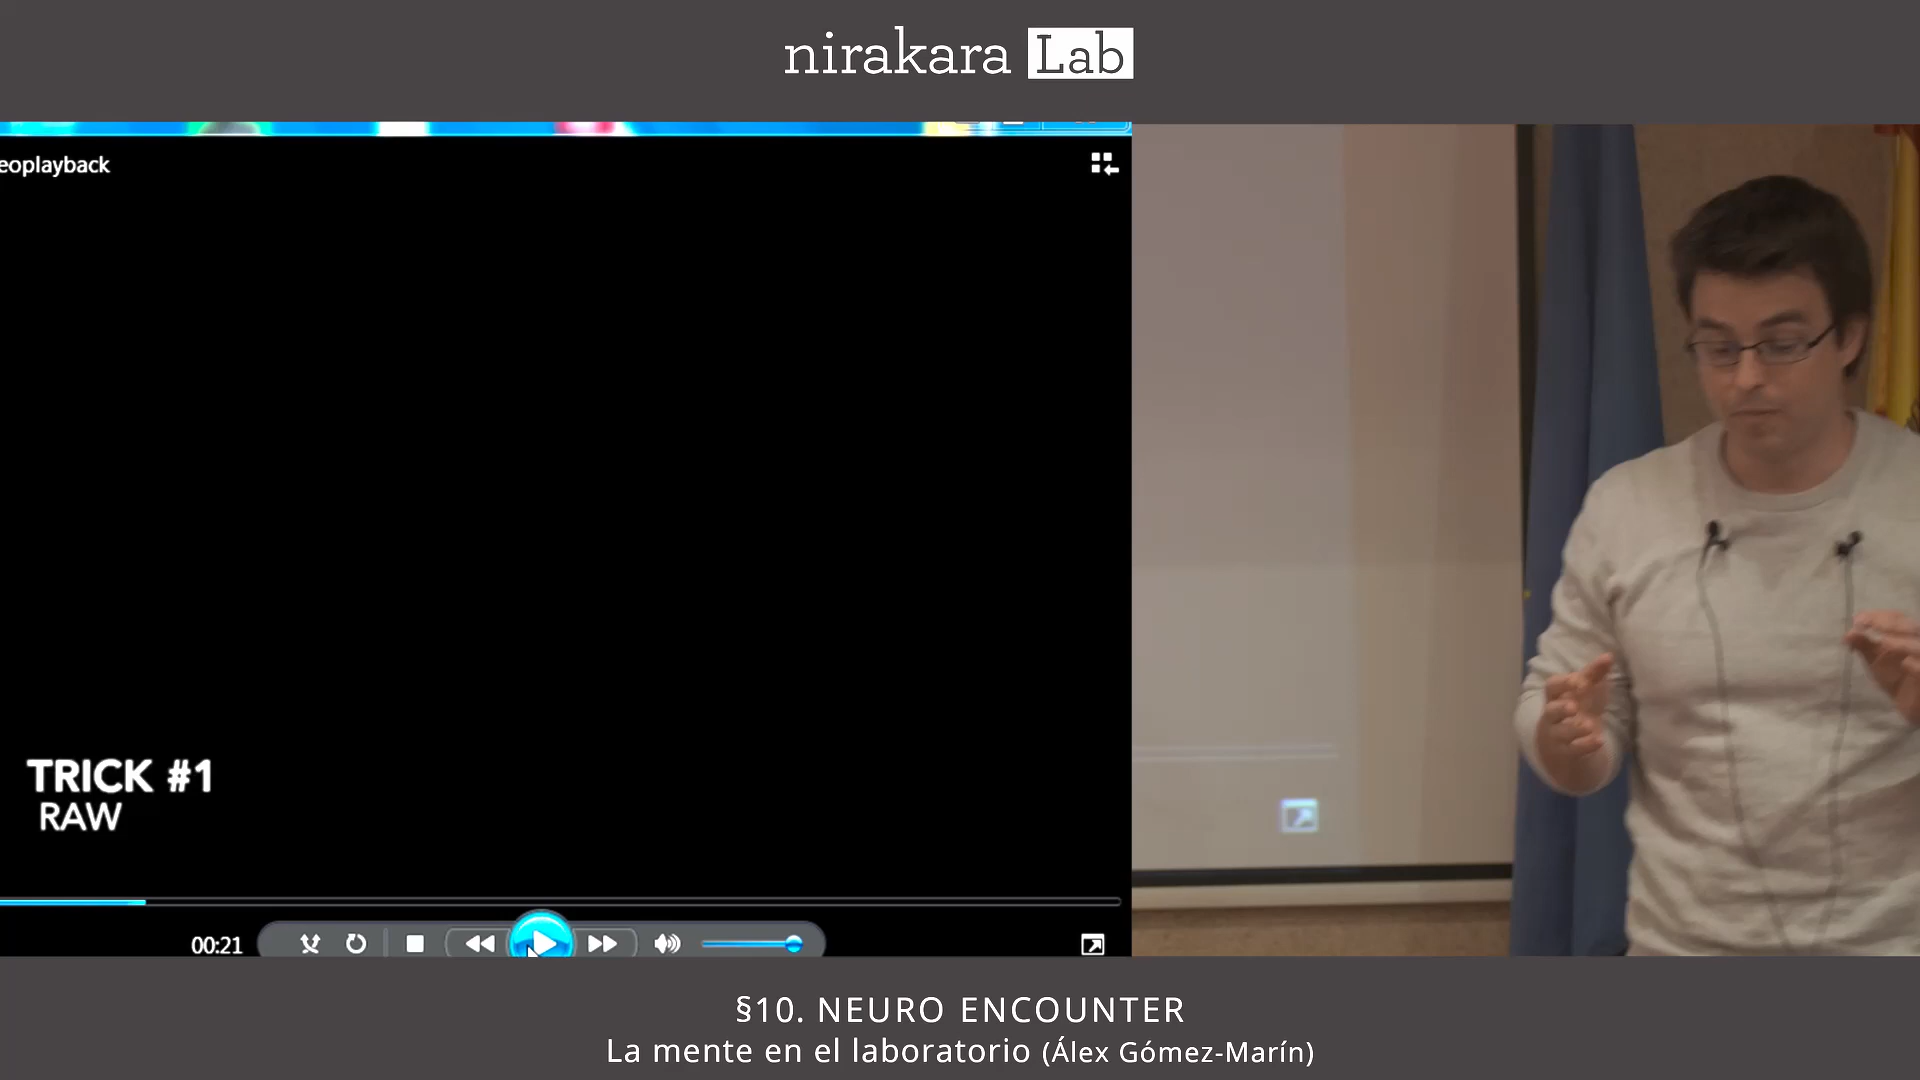 nirakara Lab
eoplayback
TRICK #1
RAW
00:21
§10. NEURO ENCOUNTER
La mente en el laboratorio (Álex Gómez-Marín)